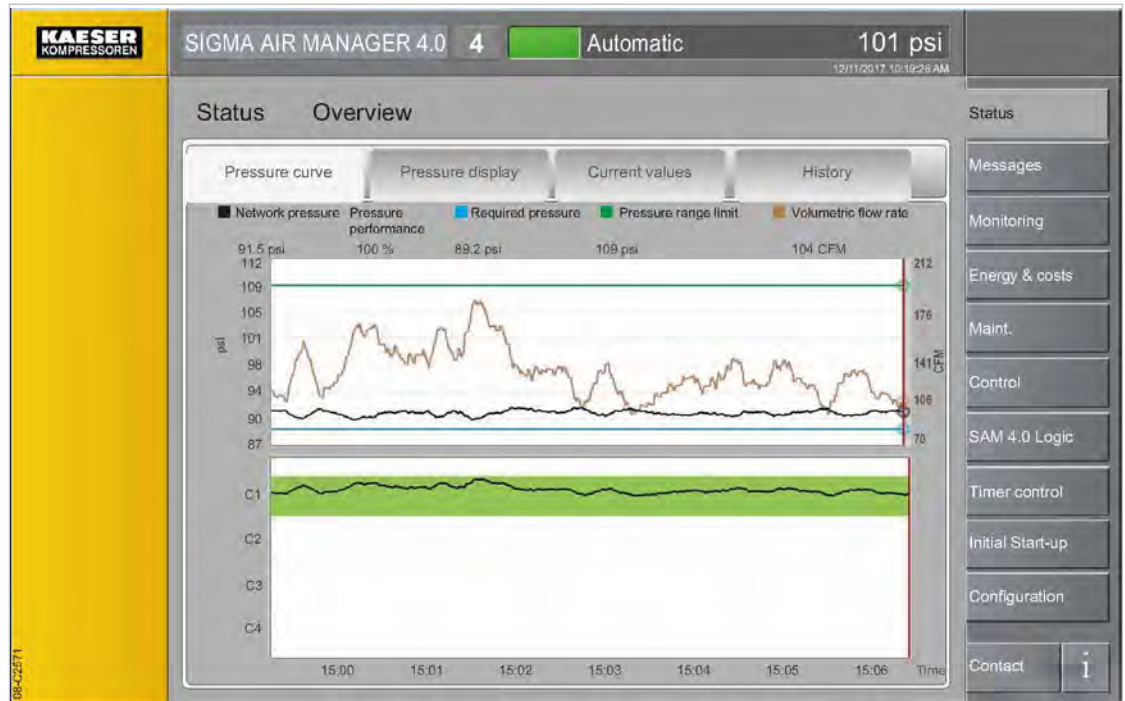 KAESER
KOMPRESSOREN
SIGMA AIR MANAGER 4.0 4 Automatic 101 psi
12/11/2017 10:19:26 AM
Status Overview
Pressure curve Pressure display Current values History
Network pressure Pressure performance Required pressure Pressure range limit Volumetric flow rate
91.5 psi 100 % 89.2 psi 109 psi 104 CFM
112 212
109
105 176
101
psi
98 141
CFM
94
106
90
87 70
C1
C2
C3
C4
15:00 15:01 15:02 15:03 15:04 15:05 15:06 Time
Status
Messages
Monitoring
Energy & costs
Maint.
Control
SAM 4.0 Logic
Timer control
Initial Start-up
Configuration
Contact i
08-C2571